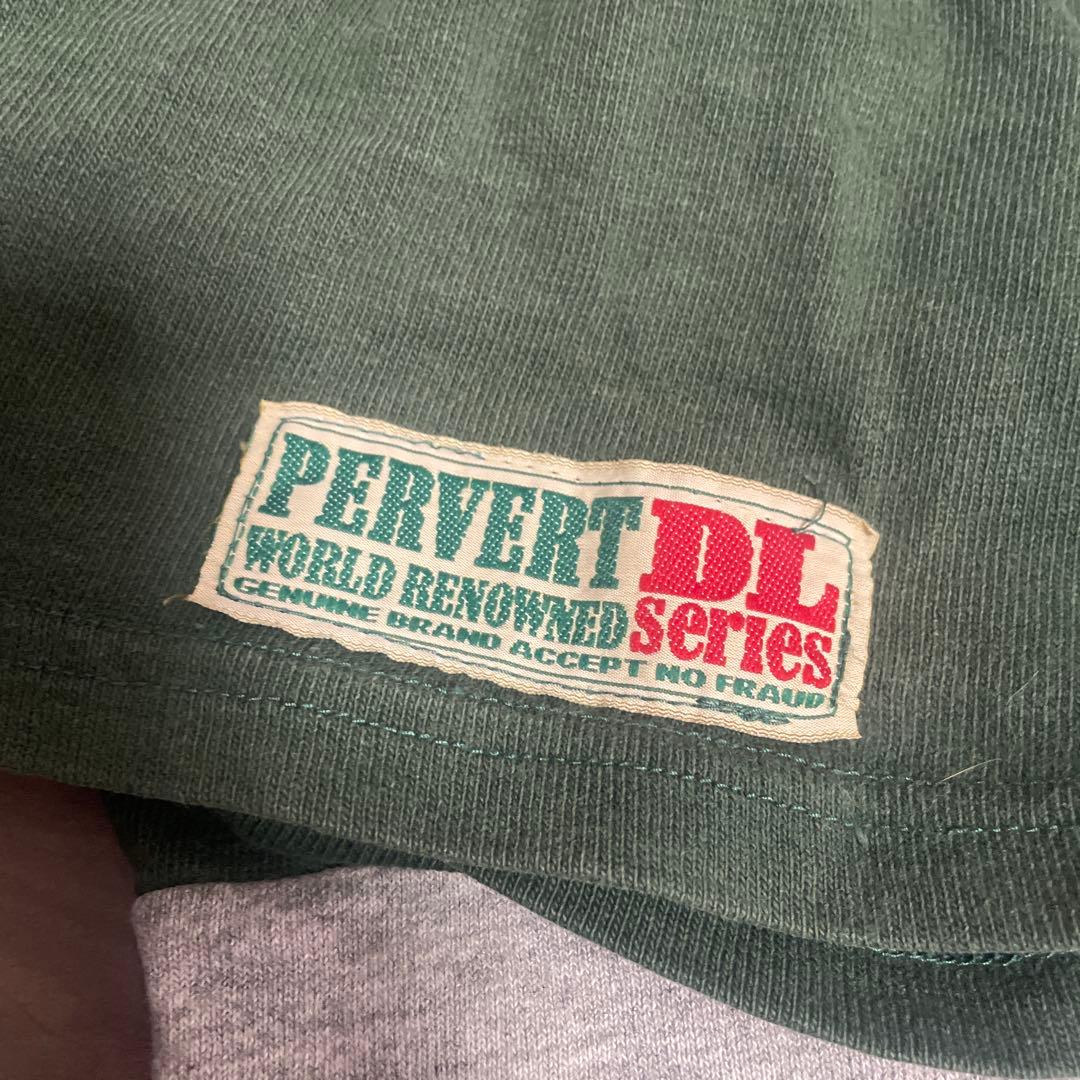 PERVERT DL
WORLD RENOWNED series
GENUINE BRAND ACCEPT NO FRAUD